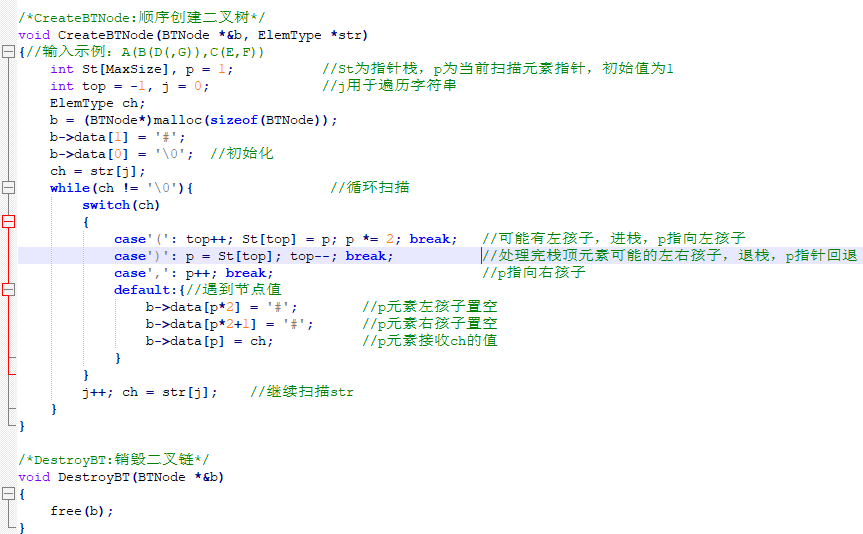 /*CreateBTNode:顺序创建二叉树*/
void CreateBTNode(BTNode *&b, ElemType *str)
{//输入示例: A(B(D(,G)),C(E,F))
    int St[MaxSize], p = 1;           //St为指针栈，p为当前扫描元素指针，初始值为1
    int top = -1, j = 0;              //j用于遍历字符串
    ElemType ch;
    b = (BTNode*)malloc(sizeof(BTNode));
    b->data[1] = '#';
    b->data[0] = '\0';  //初始化
    ch = str[j];
    while(ch != '\0'){                 //循环扫描
        switch(ch)
        {
            case'(': top++; St[top] = p; p *= 2; break;   //可能有左孩子，进栈，p指向左孩子
            case')': p = St[top]; top--; break;           //处理完栈顶元素可能的左右孩子，退栈，p指针回退
            case',': p++; break;                          //p指向右孩子
            default:{//遇到节点值
                b->data[p*2] = '#';        //p元素左孩子置空
                b->data[p*2+1] = '#';      //p元素右孩子置空
                b->data[p] = ch;           //p元素接收ch的值
            }
        }
        j++; ch = str[j];    //继续扫描str
    }
}
/*DestroyBT:销毁二叉链*/
void DestroyBT(BTNode *&b)
{
    free(b);
}